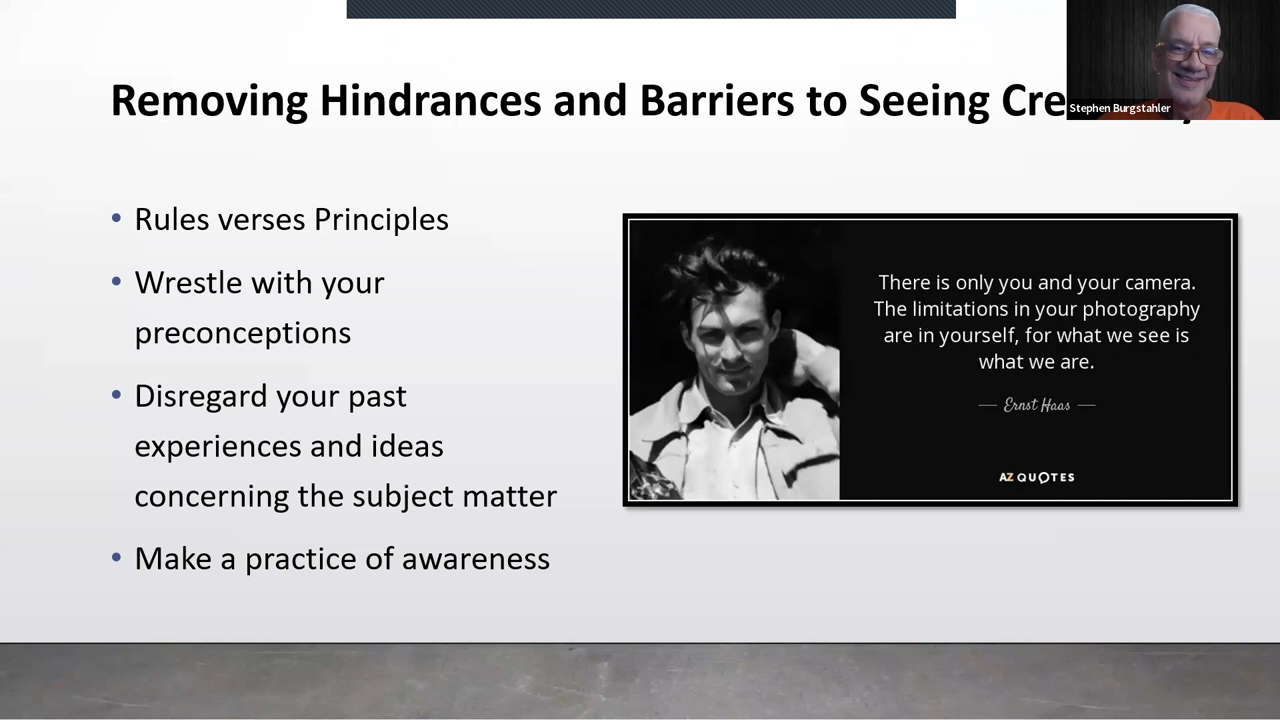 Removing Hindrances and Barriers to Seeing Cre
Stephen Burgstahler
• Rules verses Principles
• Wrestle with your
preconceptions
• Disregard your past
experiences and ideas
concerning the subject matter
• Make a practice of awareness
There is only you and your camera.
The limitations in your photography
are in yourself, for what we see is
what we are.
— Ernst Haas —
AZ QUOTES